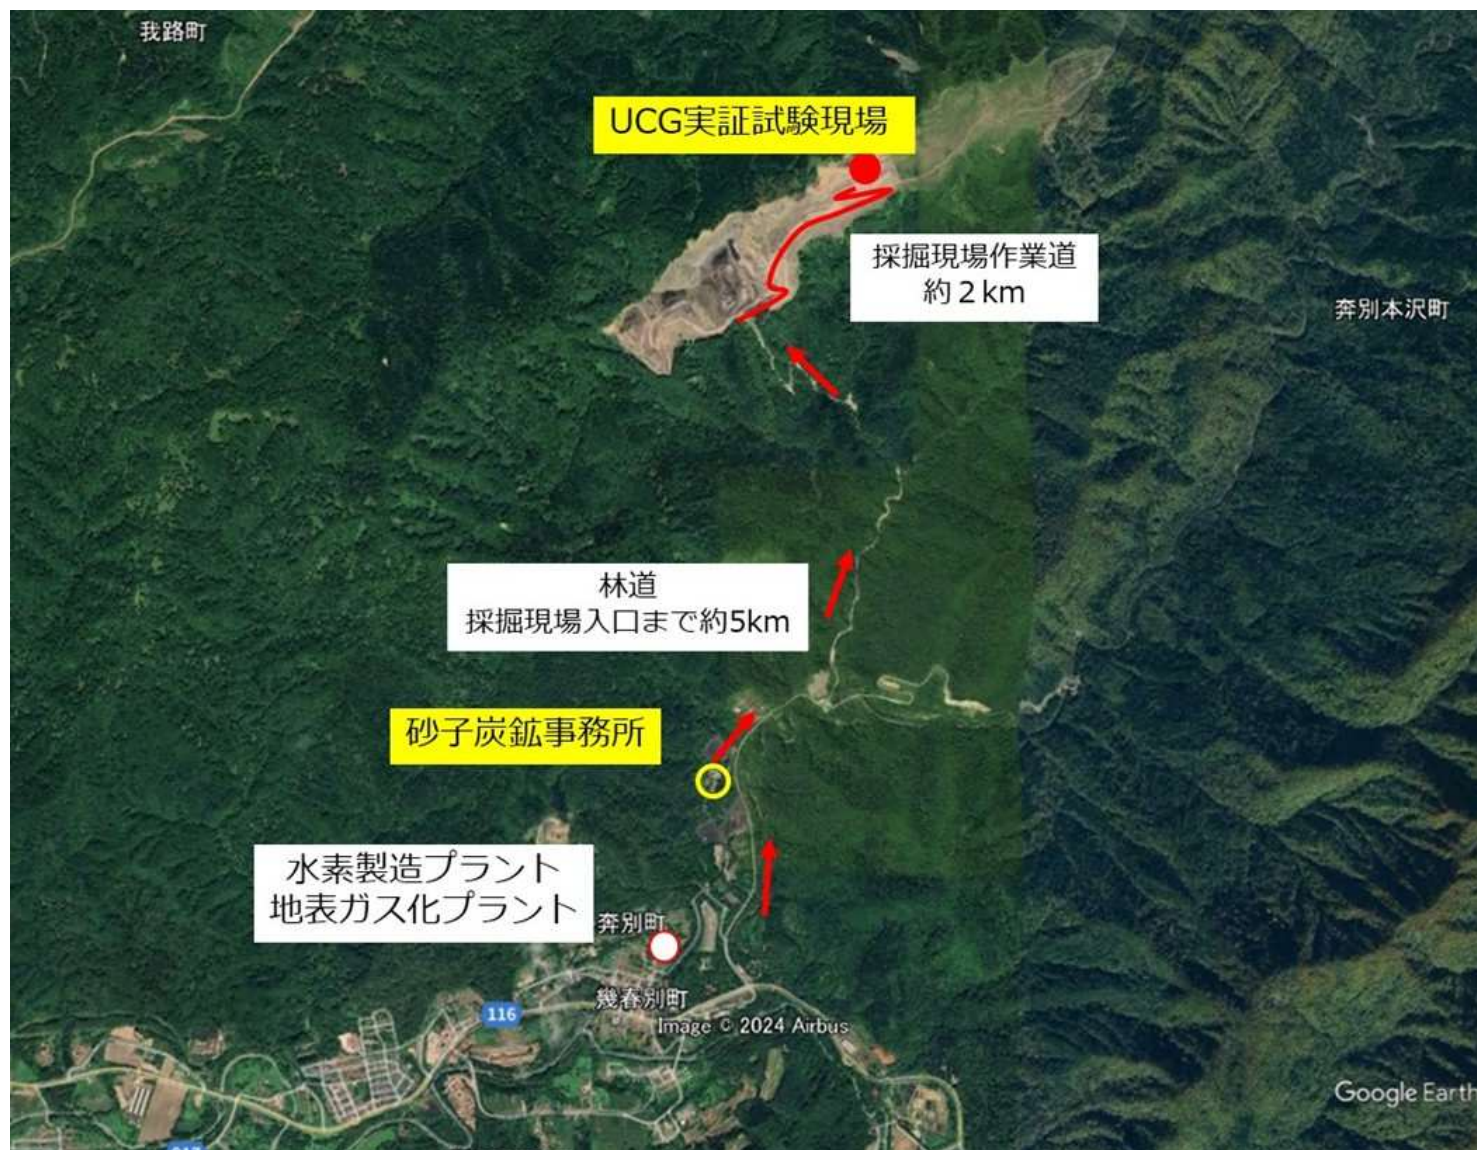 我路町
UCG実証試験現場
採掘現場作業道
約２km
奔別本沢町
林道
採掘現場入口まで約5km
砂子炭鉱事務所
水素製造プラント
地表ガス化プラント
奔別町
幾春別町
116
Image © 2024 Airbus
Google Earth